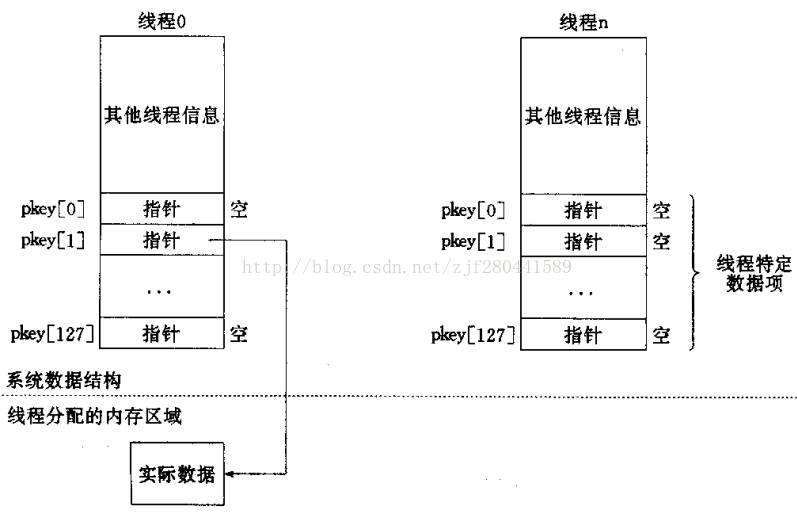 线程0
线程n
其他线程信息
其他线程信息
pkey[0] 指针 空
pkey[0] 指针 空
pkey[1] 指针
pkey[1] 指针 空
线程特定
数据项
http://blog.csdn.net/zjf280441589
...
...
pkey[127] 指针 空
pkey[127] 指针 空
系统数据结构
线程分配的内存区域
实际数据